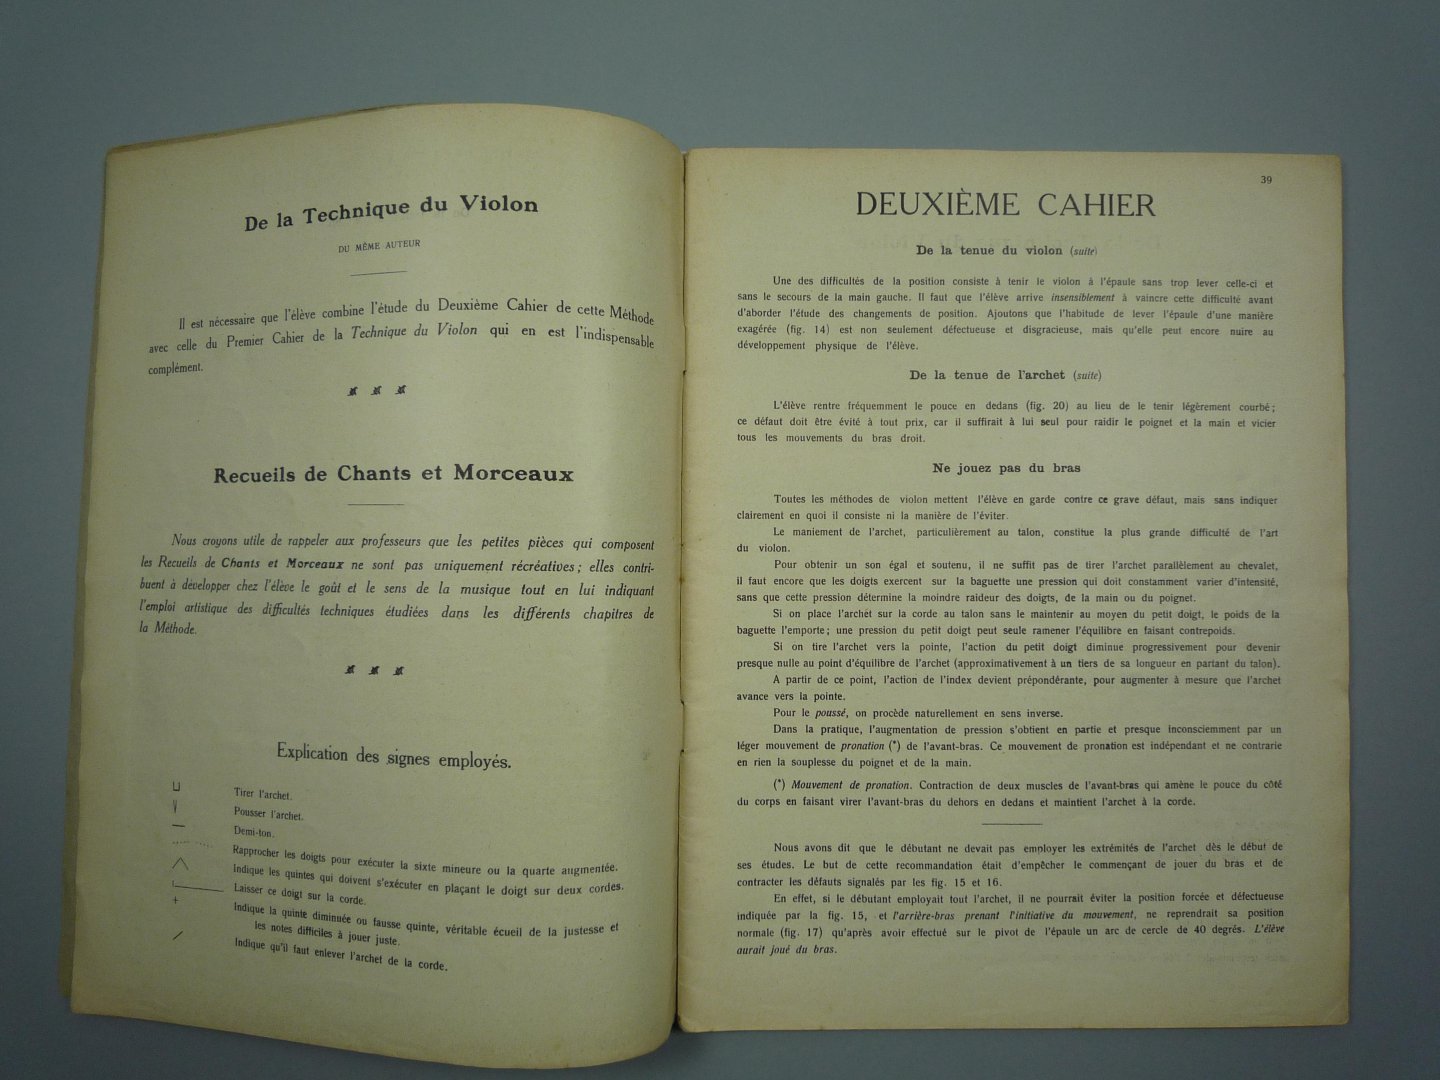 De la Technique du Violon
DU MÊME AUTEUR
Il est nécessaire que l'élève combine l'étude du Deuxième Cahier de cette Méthode
avec celle du Premier Cahier de la Technique du Violon qui en est l'indispensable
complément.
Recueils de Chants et Morceaux
Nous croyons utile de rappeler aux professeurs que les petites pièces qui composent
les Recueils de Chants et Morceaux ne sont pas uniquement récréatives; elles contri-
buent à développer chez l'élève le goût et le sens de la musique tout en lui indiquant
l'emploi artistique des difficultés techniques étudiées dans les différents chapitres de
la Méthode.
Explication des signes employés.
Tirer l'archet.
Pousser l'archet.
Demi-ton.
Rapprocher les doigts pour exécuter la sixte mineure ou la quarte augmentée.
Indique les quintes qui doivent s'exécuter en plaçant le doigt sur deux cordes.
Laisser ce doigt sur la corde.
+ Indique la quinte diminuée ou fausse quinte, véritable écueil de la justesse et
les notes difficiles à jouer juste.
Indique qu'il faut enlever l'archet de la corde.
39
DEUXIÈME CAHIER
De la tenue du violon (suite)
Une des difficultés de la position consiste à tenir le violon à l'épaule sans trop lever celle-ci et
sans le secours de la main gauche. Il faut que l'élève arrive insensiblement à vaincre cette difficulté avant
d'aborder l'étude des changements de position. Ajoutons que l'habitude de lever l'épaule d'une manière
exagérée (fig. 14) est non seulement défectueuse et disgracieuse, mais qu'elle peut encore nuire au
développement physique de l'élève.
De la tenue de l'archet (suite)
L'élève rentre fréquemment le pouce en dedans (fig. 20) au lieu de le tenir légèrement courbé;
ce défaut doit être évité à tout prix, car il suffirait à lui seul pour raidir le poignet et la main et vicier
tous les mouvements du bras droit.
Ne jouez pas du bras
Toutes les méthodes de violon mettent l'élève en garde contre ce grave défaut, mais sans indiquer
clairement en quoi il consiste ni la manière de l'éviter.
Le maniement de l'archet, particulièrement au talon, constitue la plus grande difficulté de l'art
du violon.
Pour obtenir un son égal et soutenu, il ne suffit pas de tirer l'archet parallèlement au chevalet,
il faut encore que les doigts exercent sur la baguette une pression qui doit constamment varier d'intensité,
sans que cette pression détermine la moindre raideur des doigts, de la main ou du poignet.
Si on place l'archet sur la corde au talon sans le maintenir au moyen du petit doigt, le poids de la
baguette l'emporte; une pression du petit doigt peut seule ramener l'équilibre en faisant contrepoids.
Si on tire l'archet vers la pointe, l'action du petit doigt diminue progressivement pour devenir
presque nulle au point d'équilibre de l'archet (approximativement à un tiers de sa longueur en partant du talon).
A partir de ce point, l'action de l'index devient prépondérante, pour augmenter à mesure que l'archet
avance vers la pointe.
Pour le poussé, on procède naturellement en sens inverse.
Dans la pratique, l'augmentation de pression s'obtient en partie et presque inconsciemment par un
léger mouvement de pronation (*) de l'avant-bras. Ce mouvement de pronation est indépendant et ne contrarie
en rien la souplesse du poignet et de la main.
(*) Mouvement de pronation. Contraction de deux muscles de l'avant-bras qui amène le pouce du côté
du corps en faisant virer l'avant-bras du dehors en dedans et maintient l'archet à la corde.
Nous avons dit que le débutant ne devait pas employer les extrémités de l'archet dès le début de
ses études. Le but de cette recommandation était d'empêcher le commençant de jouer du bras et de
contracter les défauts signalés par les fig. 15 et 16.
En effet, si le débutant employait tout l'archet, il ne pourrait éviter la position forcée et défectueuse
indiquée par la fig. 15, et l'arrière-bras prenant l'initiative du mouvement, ne reprendrait sa position
normale (fig. 17) qu'après avoir effectué sur le pivot de l'épaule un arc de cercle de 40 degrés. L'élève
aurait joué du bras.